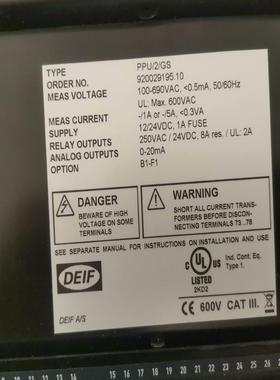 TYPE PPU/2/GS
ORDER NO. 920029195.10
MEAS VOLTAGE 100-690VAC, <0.5mA, 50/60Hz
UL: Max. 600VAC
MEAS CURRENT -/1A or -/5A, <0.3VA
SUPPLY 12/24VDC, 1A FUSE
RELAY OUTPUTS 250VAC / 24VDC, 8A res. / UL: 2A
ANALOG OUTPUTS 0-20mA
OPTION B1-F1
DANGER
BEWARE OF HIGH
VOLTAGE ON SOME
TERMINALS
WARNING
SHORT ALL CURRENT TRANS-
FORMERS BEFORE DISCON-
NECTING TERMINALS 73...78
SEE SEPARATE MANUAL FOR INSTRUCTION ON INSTALLATION AND USE
DEIF
DEIF A/S
C UL US
LISTED
2KD2
Ind. Cont. Eq.
Type 1.
CE 600V CAT III.
15 16 17 18 19 20 21 22 23 24 25 26